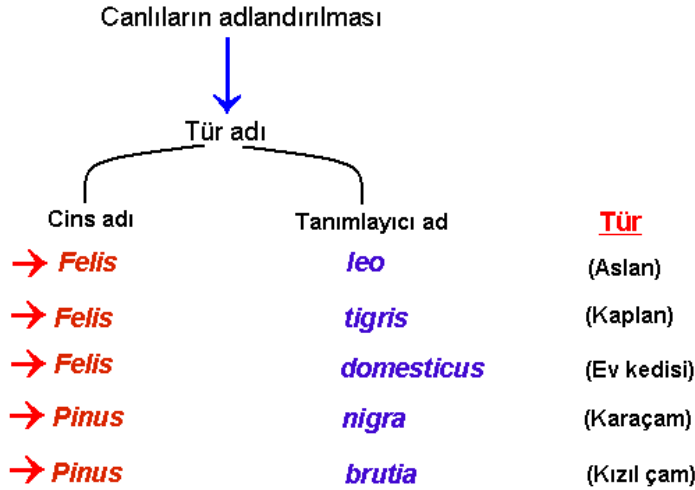 Canlıların adlandırılması
Tür adı
Cins adı Tanımlayıcı ad Tür
Felis leo (Aslan)
Felis tigris (Kaplan)
Felis domesticus (Ev kedisi)
Pinus nigra (Karaçam)
Pinus brutia (Kızıl çam)